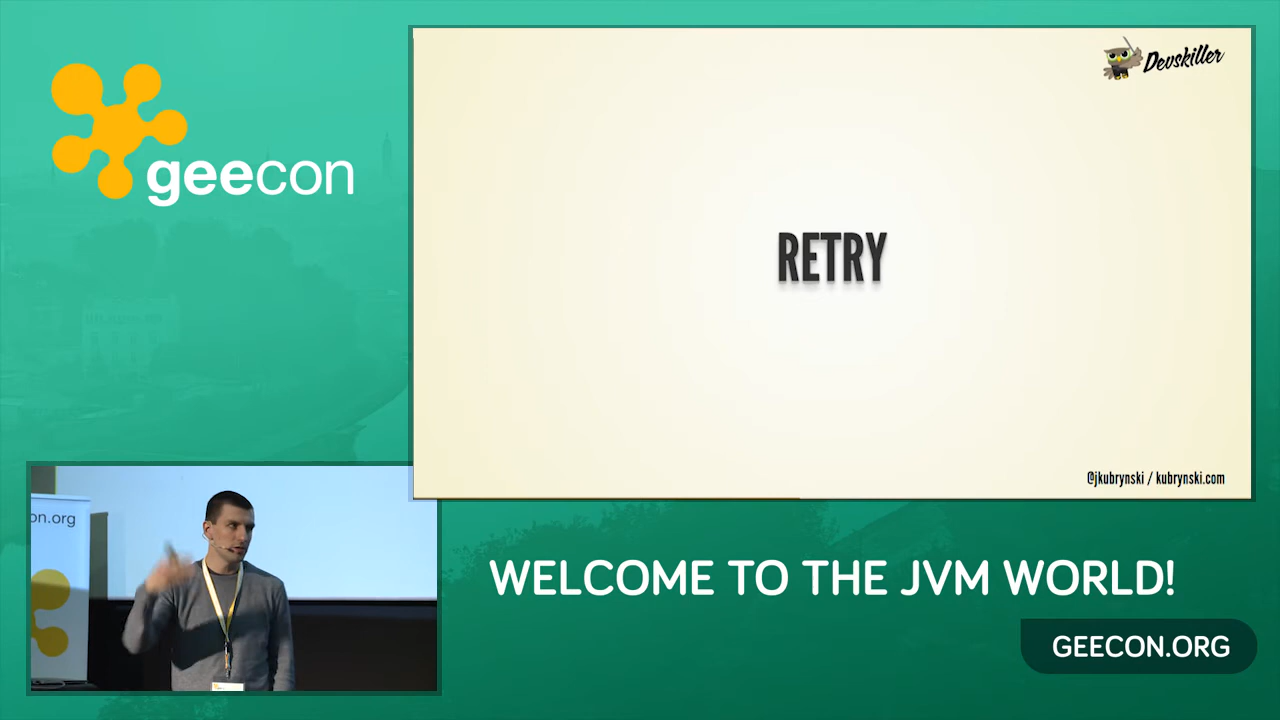 geecon
Devskiller
RETRY
@jkubrynski / kubrynski.com
on.org
WELCOME TO THE JVM WORLD!
GEECON.ORG